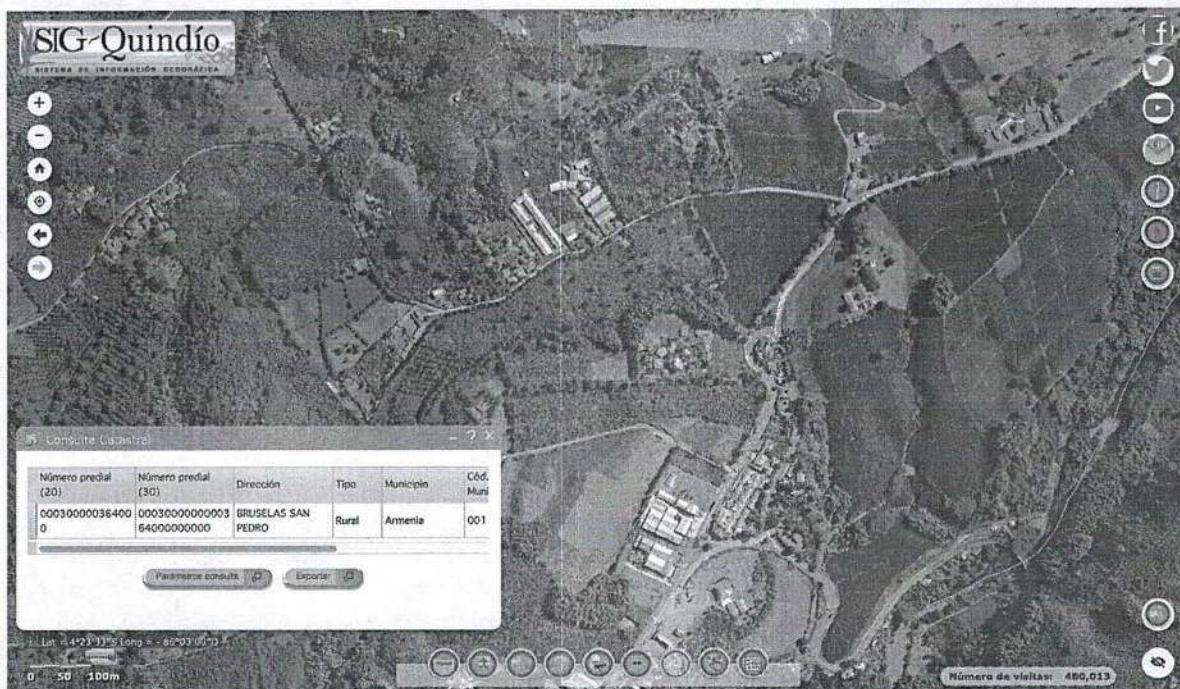 SIG-Quindío
SISTEMA DE INFORMACIÓN GEOGRÁFICA
Consulta Catastral
Número predial (20) Número predial (30) Dirección Tipo Municipio Cód. Muni
00030000036400 00030000000003 BRUSELAS SAN Rural Armenia 001
0 64000000000 PEDRO
Parámetros consulta Exportar
0 50 100m
Número de visitas: 480,013